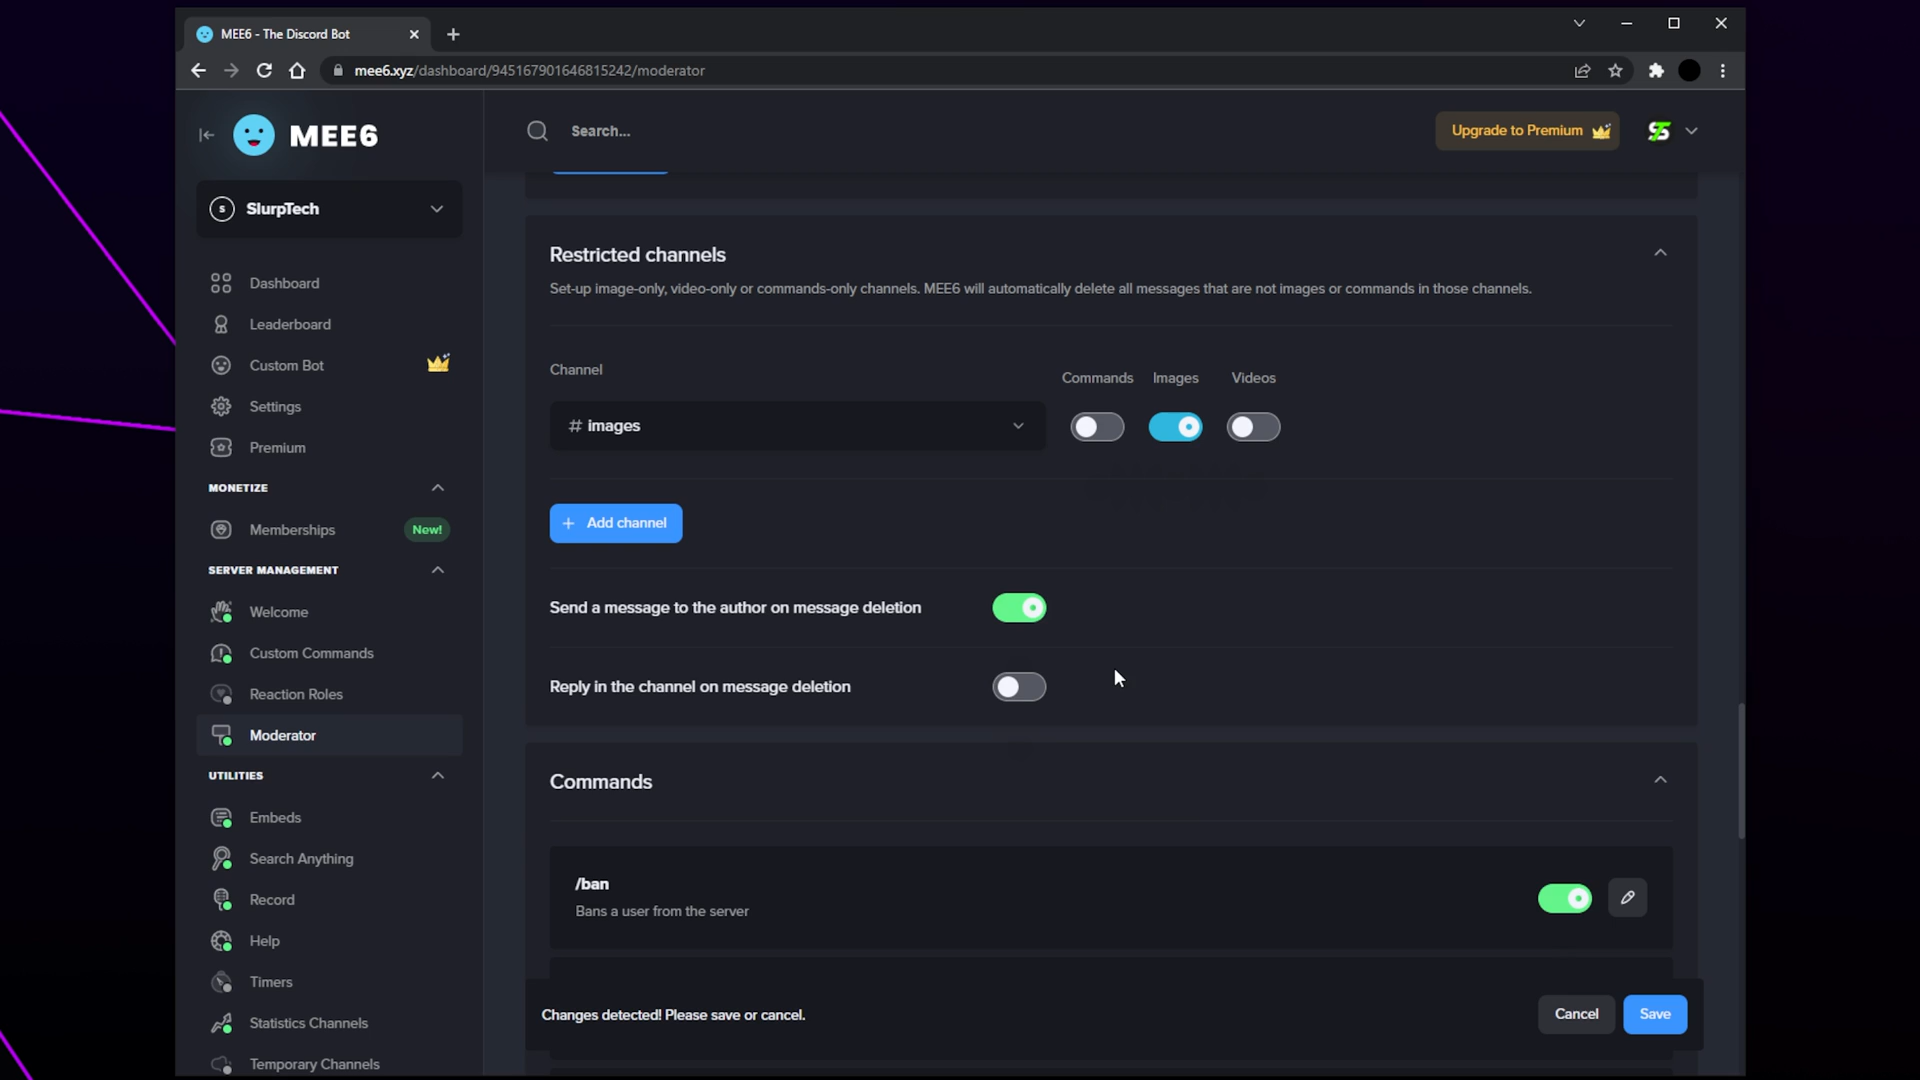 MEE6 - The Discord Bot
mee6.xyz/dashboard/945167901646815242/moderator
MEE6
Search...
Upgrade to Premium
S SlurpTech
Dashboard
Leaderboard
Custom Bot
Settings
Premium
MONETIZE
Memberships New!
SERVER MANAGEMENT
Welcome
Custom Commands
Reaction Roles
Moderator
UTILITIES
Embeds
Search Anything
Record
Help
Timers
Statistics Channels
Temporary Channels
Restricted channels
Set-up image-only, video-only or commands-only channels. MEE6 will automatically delete all messages that are not images or commands in those channels.
Channel Commands Images Videos
# images
+ Add channel
Send a message to the author on message deletion
Reply in the channel on message deletion
Commands
/ban
Bans a user from the server
Changes detected! Please save or cancel. Cancel Save